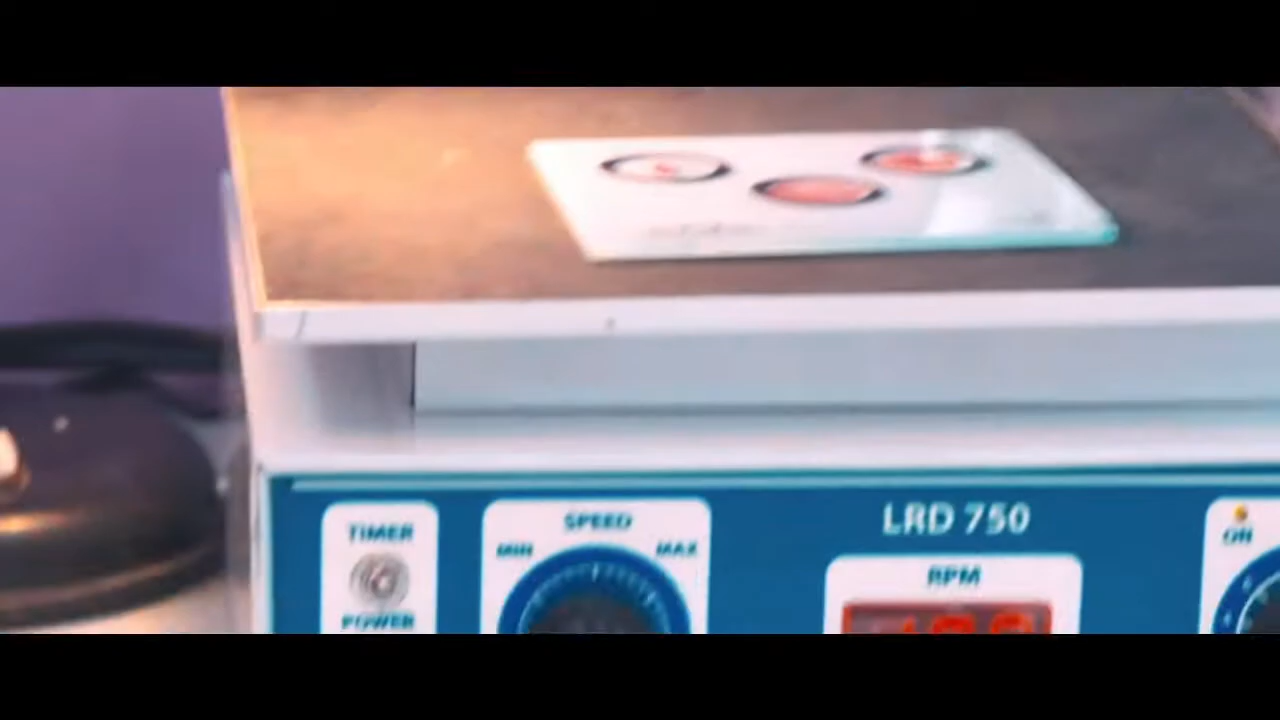 TIMER
POWER
SPEED
MIN MAX
LRD 750
RPM
ON